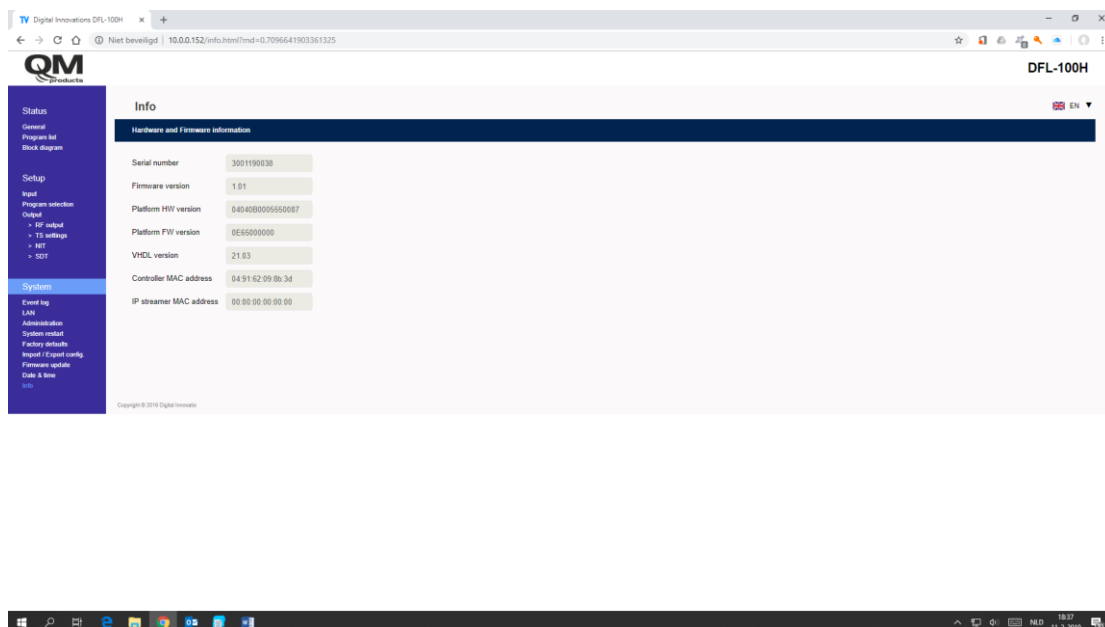 TV Digital Innovations DFL-100H × +
Niet beveiligd | 10.0.0.152/info.html?md=0.7096641903361325
QM
products
DFL-100H
Status
General
Program list
Block diagram
Setup
Input
Program selection
Output
> RF output
> TS settings
> NIT
> SDT
System
Event log
LAN
Administration
System restart
Factory defaults
Import / Export config.
Firmware update
Date & time
Info
Info
EN ▼
Hardware and Firmware information
Serial number 3001190038
Firmware version 1.01
Platform HW version 04040B0005550087
Platform FW version 0E65000000
VHDL version 21.03
Controller MAC address 04:91:62:09:8b:3d
IP streamer MAC address 00:00:00:00:00:00
Copyright © 2016 Digital Innovatio
NLD
18:37